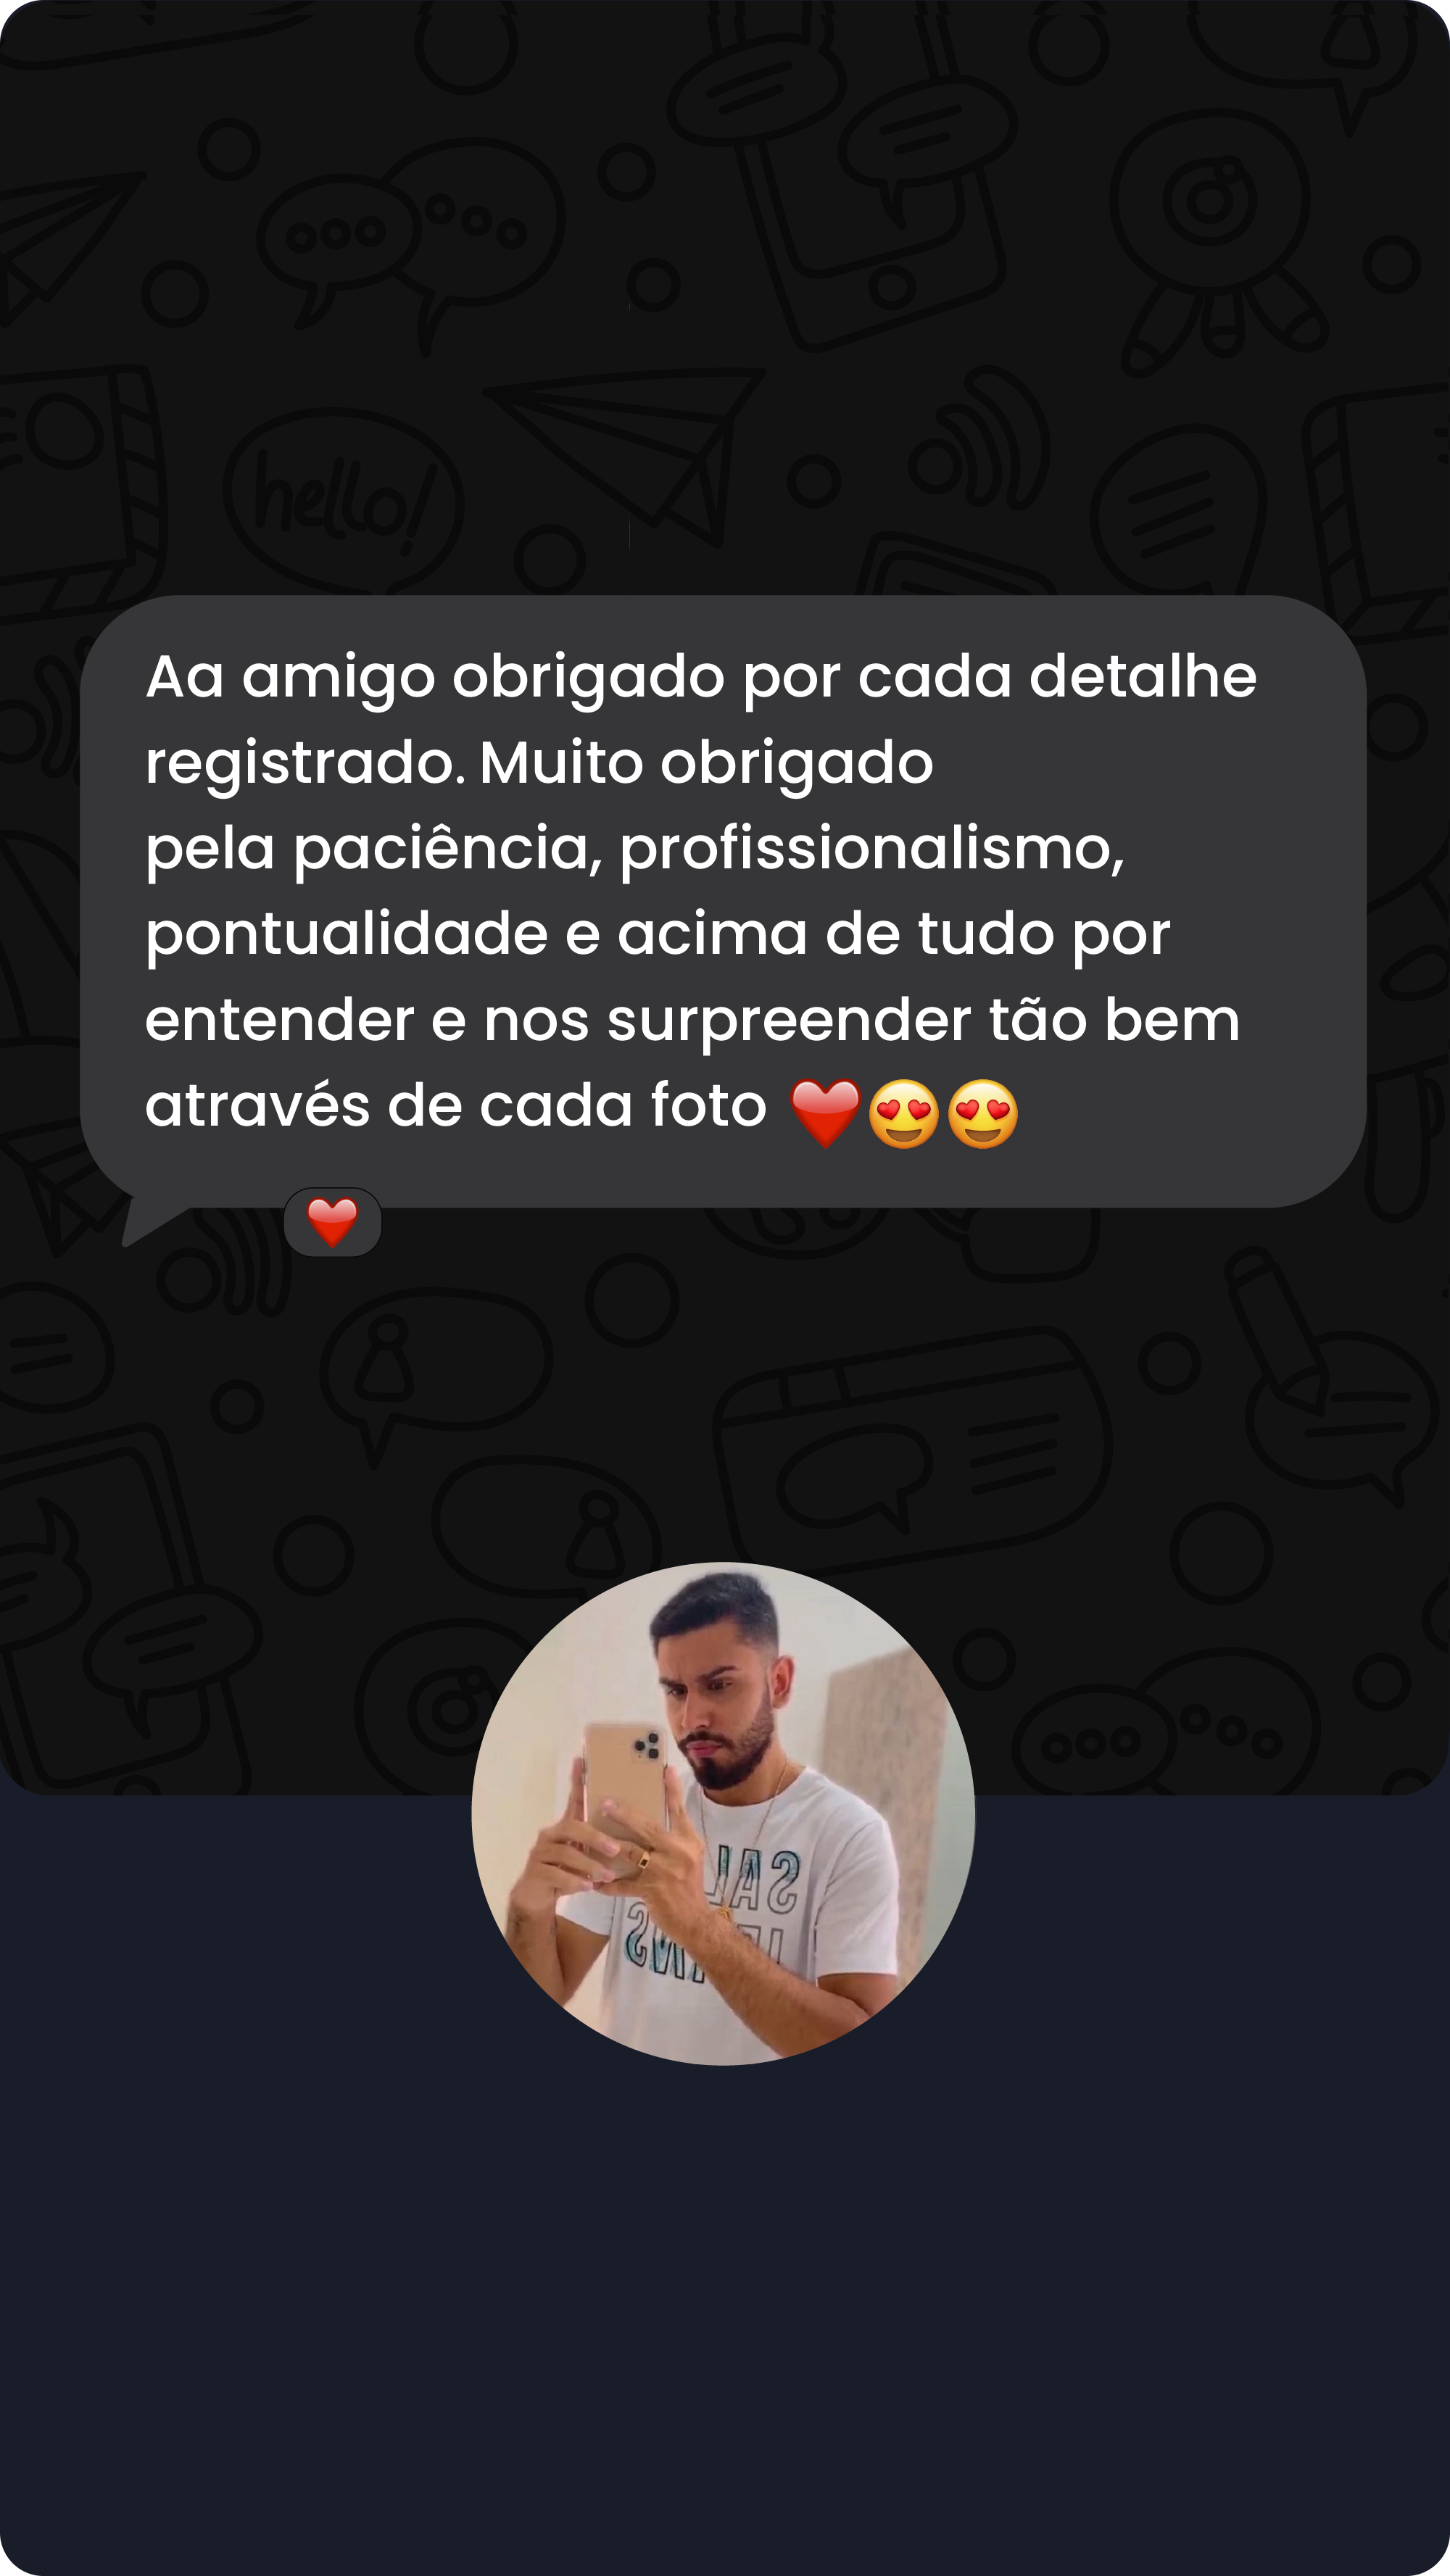 hello!
Aa amigo obrigado por cada detalhe
registrado. Muito obrigado
pela paciência, profissionalismo,
pontualidade e acima de tudo por
entender e nos surpreender tão bem
através de cada foto ❤️😍😍
❤️